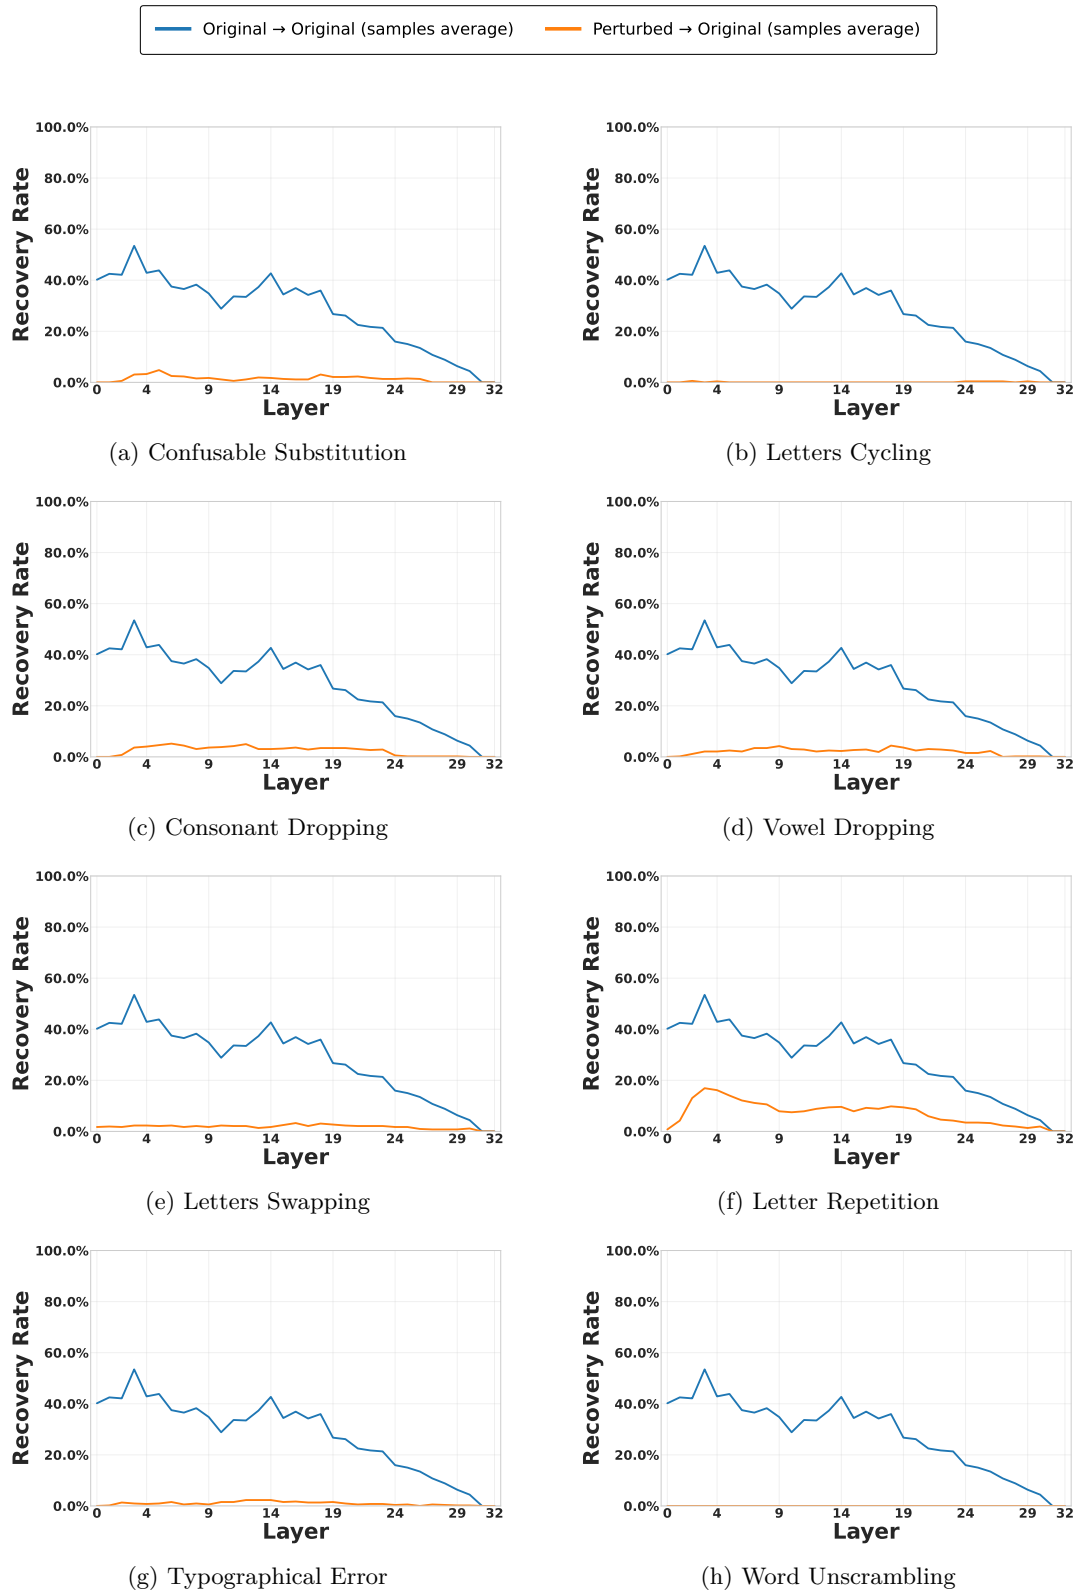 Original → Original (samples average) Perturbed → Original (samples average)
100.0% 100.0%
80.0% 80.0%
60.0% 60.0%
40.0% 40.0%
20.0% 20.0%
0.0% 0.0%
Recovery Rate Recovery Rate
0 4 9 14 19 24 29 32 0 4 9 14 19 24 29 32
Layer Layer
(a) Confusable Substitution (b) Letters Cycling
100.0% 100.0%
80.0% 80.0%
60.0% 60.0%
40.0% 40.0%
20.0% 20.0%
0.0% 0.0%
Recovery Rate Recovery Rate
0 4 9 14 19 24 29 32 0 4 9 14 19 24 29 32
Layer Layer
(c) Consonant Dropping (d) Vowel Dropping
100.0% 100.0%
80.0% 80.0%
60.0% 60.0%
40.0% 40.0%
20.0% 20.0%
0.0% 0.0%
Recovery Rate Recovery Rate
0 4 9 14 19 24 29 32 0 4 9 14 19 24 29 32
Layer Layer
(e) Letters Swapping (f) Letter Repetition
100.0% 100.0%
80.0% 80.0%
60.0% 60.0%
40.0% 40.0%
20.0% 20.0%
0.0% 0.0%
Recovery Rate Recovery Rate
0 4 9 14 19 24 29 32 0 4 9 14 19 24 29 32
Layer Layer
(g) Typographical Error (h) Word Unscrambling